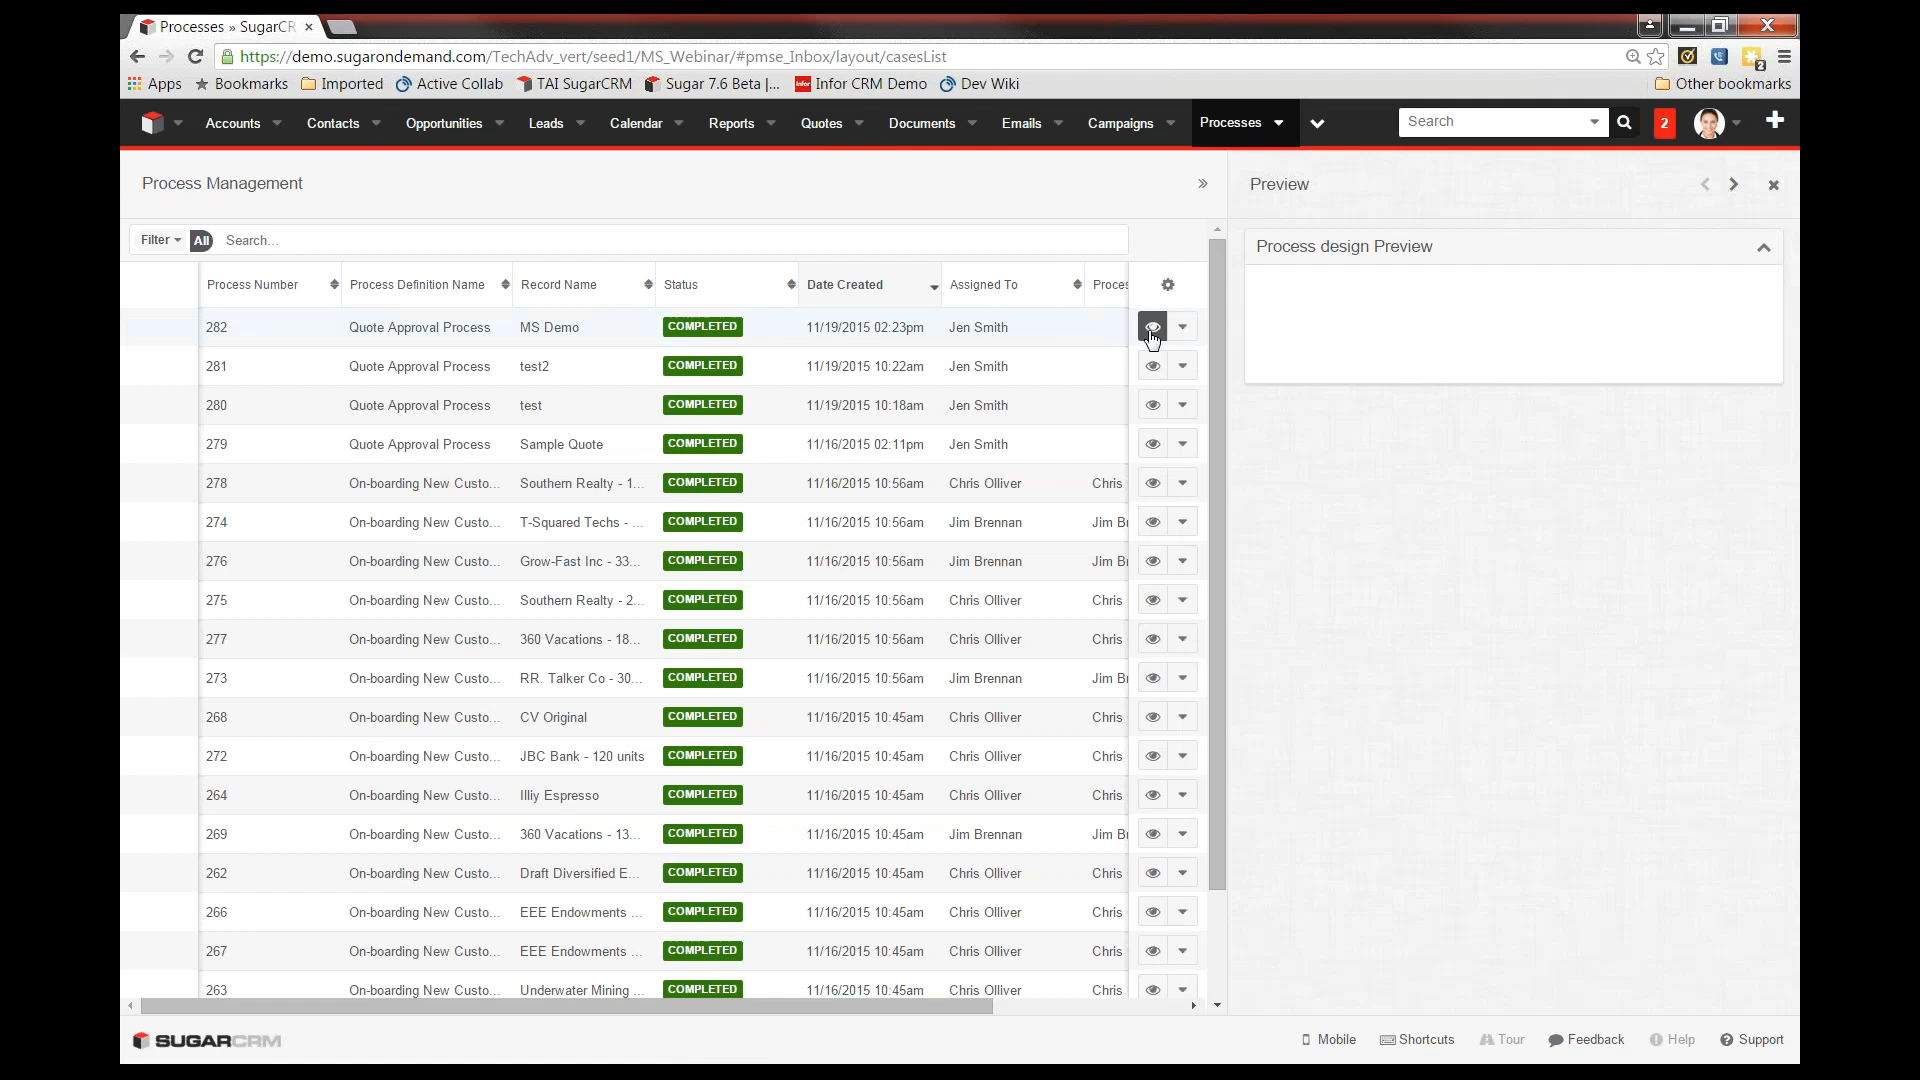 Processes » SugarCR ×
https://demo.sugarondemand.com/TechAdv_vert/seed1/MS_Webinar/#pmse_Inbox/layout/casesList
2
Apps Bookmarks Imported Active Collab TAI SugarCRM Sugar 7.6 Beta |... Infor CRM Demo Dev Wiki Other bookmarks
Accounts Contacts Opportunities Leads Calendar Reports Quotes Documents Emails Campaigns Processes Search 2
Process Management
Preview
Filter All Search...
Process design Preview
Process Number Process Definition Name Record Name Status Date Created Assigned To Proces
282 Quote Approval Process MS Demo COMPLETED 11/19/2015 02:23pm Jen Smith
281 Quote Approval Process test2 COMPLETED 11/19/2015 10:22am Jen Smith
280 Quote Approval Process test COMPLETED 11/19/2015 10:18am Jen Smith
279 Quote Approval Process Sample Quote COMPLETED 11/16/2015 02:11pm Jen Smith
278 On-boarding New Custo... Southern Realty - 1... COMPLETED 11/16/2015 10:56am Chris Olliver Chris
274 On-boarding New Custo... T-Squared Techs - ... COMPLETED 11/16/2015 10:56am Jim Brennan Jim Br
276 On-boarding New Custo... Grow-Fast Inc - 33... COMPLETED 11/16/2015 10:56am Jim Brennan Jim Br
275 On-boarding New Custo... Southern Realty - 2... COMPLETED 11/16/2015 10:56am Chris Olliver Chris
277 On-boarding New Custo... 360 Vacations - 18... COMPLETED 11/16/2015 10:56am Chris Olliver Chris
273 On-boarding New Custo... RR. Talker Co - 30... COMPLETED 11/16/2015 10:56am Jim Brennan Jim Br
268 On-boarding New Custo... CV Original COMPLETED 11/16/2015 10:45am Chris Olliver Chris
272 On-boarding New Custo... JBC Bank - 120 units COMPLETED 11/16/2015 10:45am Chris Olliver Chris
264 On-boarding New Custo... Illiy Espresso COMPLETED 11/16/2015 10:45am Chris Olliver Chris
269 On-boarding New Custo... 360 Vacations - 13... COMPLETED 11/16/2015 10:45am Jim Brennan Jim Br
262 On-boarding New Custo... Draft Diversified E... COMPLETED 11/16/2015 10:45am Chris Olliver Chris
266 On-boarding New Custo... EEE Endowments ... COMPLETED 11/16/2015 10:45am Chris Olliver Chris
267 On-boarding New Custo... EEE Endowments ... COMPLETED 11/16/2015 10:45am Chris Olliver Chris
263 On-boarding New Custo... Underwater Mining ... COMPLETED 11/16/2015 10:45am Chris Olliver Chris
SUGARCRM Mobile Shortcuts Tour Feedback Help Support